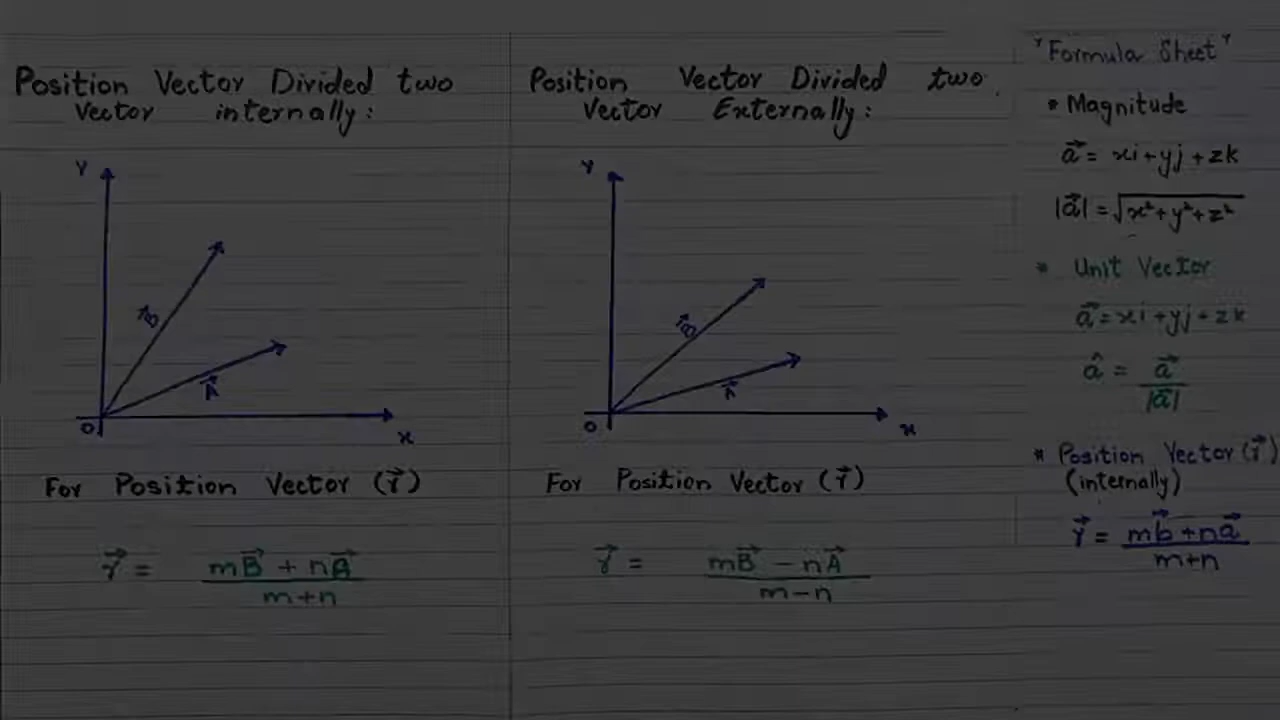 Position Vector Divided two
Vector internally:
Y
B⃗
A⃗
O
x
For Position Vector (r⃗)
r⃗ = mB⃗ + nA⃗
m+n
Position Vector Divided two
Vector Externally:
Y
B⃗
A⃗
O
x
For Position Vector (r⃗)
r⃗ = mB⃗ - nA⃗
m-n
"Formula Sheet"
* Magnitude
a⃗ = xi+yj+zk
|a⃗| = √x²+y²+z²
* Unit Vector
a⃗ = xi+yj+zk
â = a⃗
|a⃗|
* Position Vector (r⃗)
(internally)
r⃗ = mb⃗ + na⃗
m+n